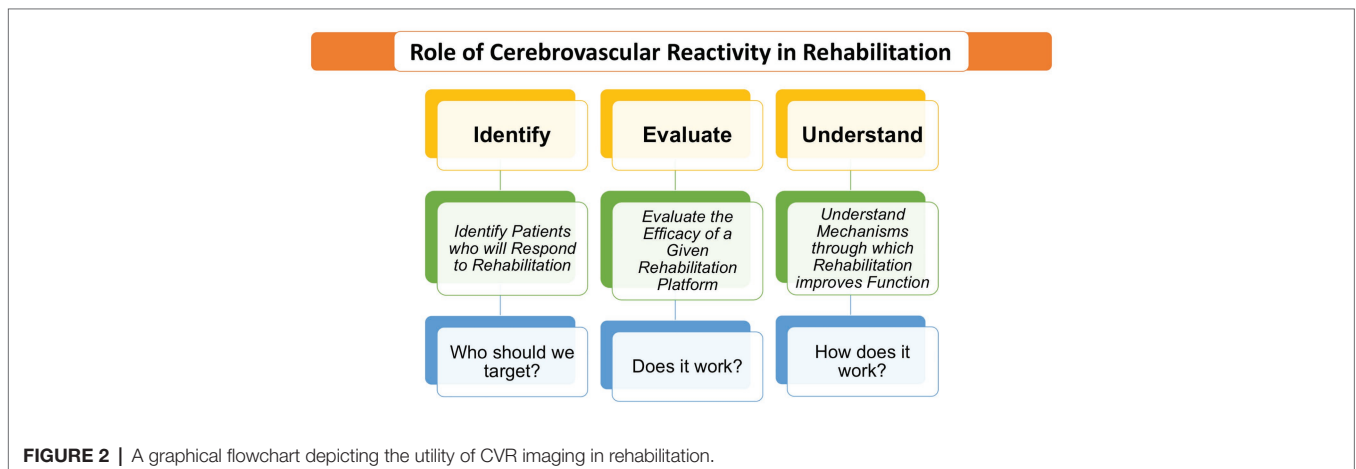 Role of Cerebrovascular Reactivity in Rehabilitation
Identify
Evaluate
Understand
Identify Patients
who will Respond
to Rehabilitation
Evaluate the
Efficacy of a
Given
Rehabilitation
Platform
Understand
Mechanisms
through which
Rehabilitation
improves Function
Who should we
target?
Does it work?
How does it
work?
FIGURE 2 | A graphical flowchart depicting the utility of CVR imaging in rehabilitation.